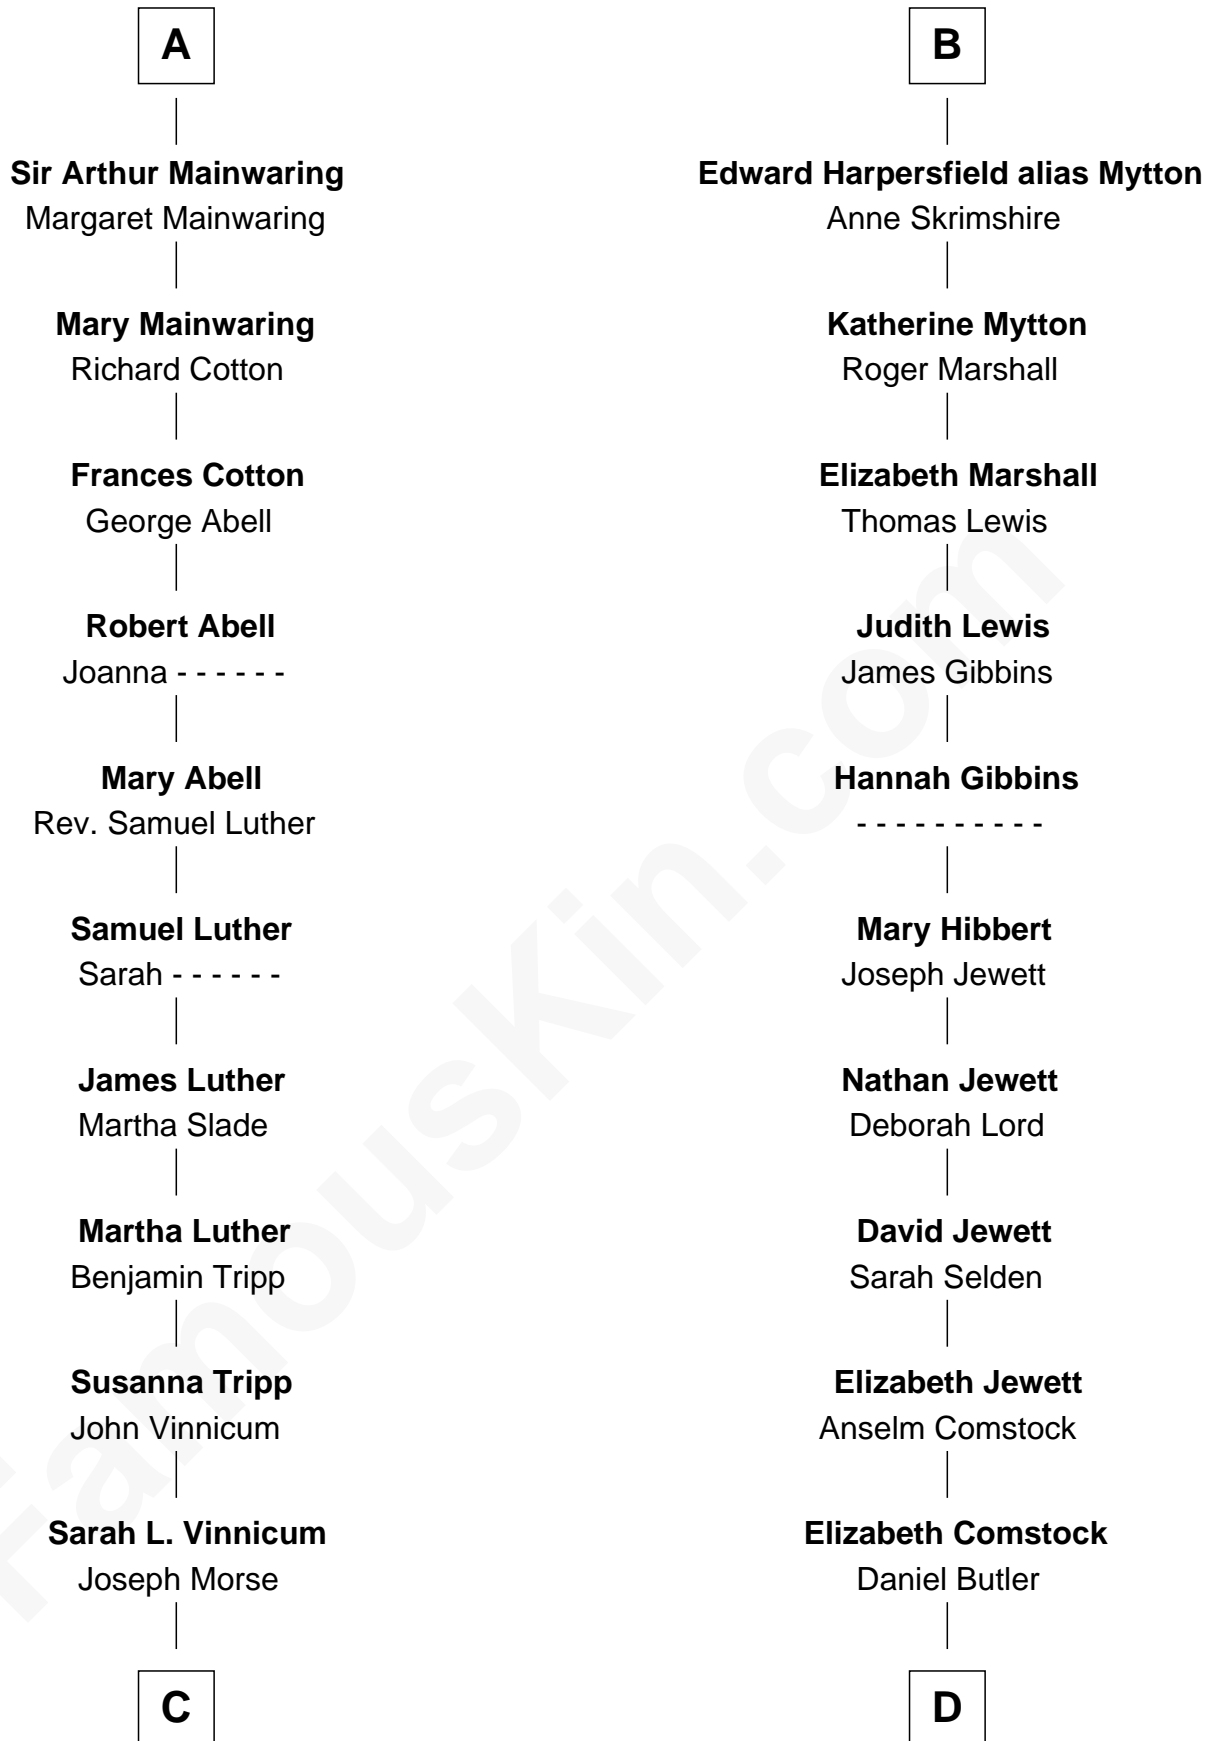 A
Sir Arthur Mainwaring
Margaret Mainwaring
Mary Mainwaring
Richard Cotton
Frances Cotton
George Abell
Robert Abell
Joanna - - - - - -
Mary Abell
Rev. Samuel Luther
Samuel Luther
Sarah - - - - - -
James Luther
Martha Slade
Martha Luther
Benjamin Tripp
Susanna Tripp
John Vinnicum
Sarah L. Vinnicum
Joseph Morse
C
B
Edward Harpersfield alias Mytton
Anne Skrimshire
Katherine Mytton
Roger Marshall
Elizabeth Marshall
Thomas Lewis
Judith Lewis
James Gibbins
Hannah Gibbins
- - - - - - - - - -
Mary Hibbert
Joseph Jewett
Nathan Jewett
Deborah Lord
David Jewett
Sarah Selden
Elizabeth Jewett
Anselm Comstock
Elizabeth Comstock
Daniel Butler
D
FamousKin.com